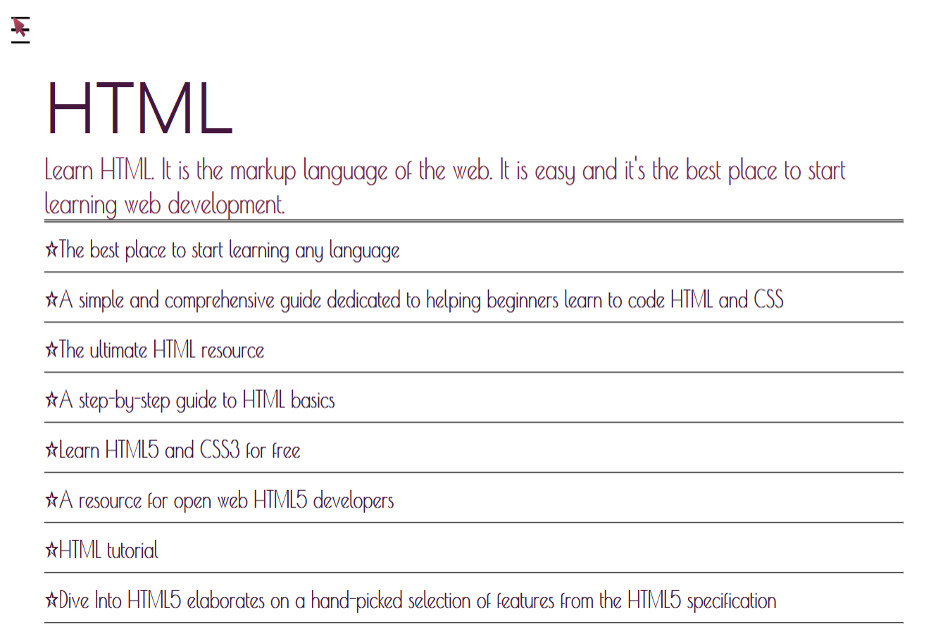 HTML
Learn HTML. It is the markup language of the web. It is easy and it's the best place to start
learning web development.
☆The best place to start learning any language
☆A simple and comprehensive guide dedicated to helping beginners learn to code HTML and CSS
☆The ultimate HTML resource
☆A step-by-step guide to HTML basics
☆Learn HTML5 and CSS3 for free
☆A resource for open web HTML5 developers
☆HTML tutorial
☆Dive Into HTML5 elaborates on a hand-picked selection of features from the HTML5 specification